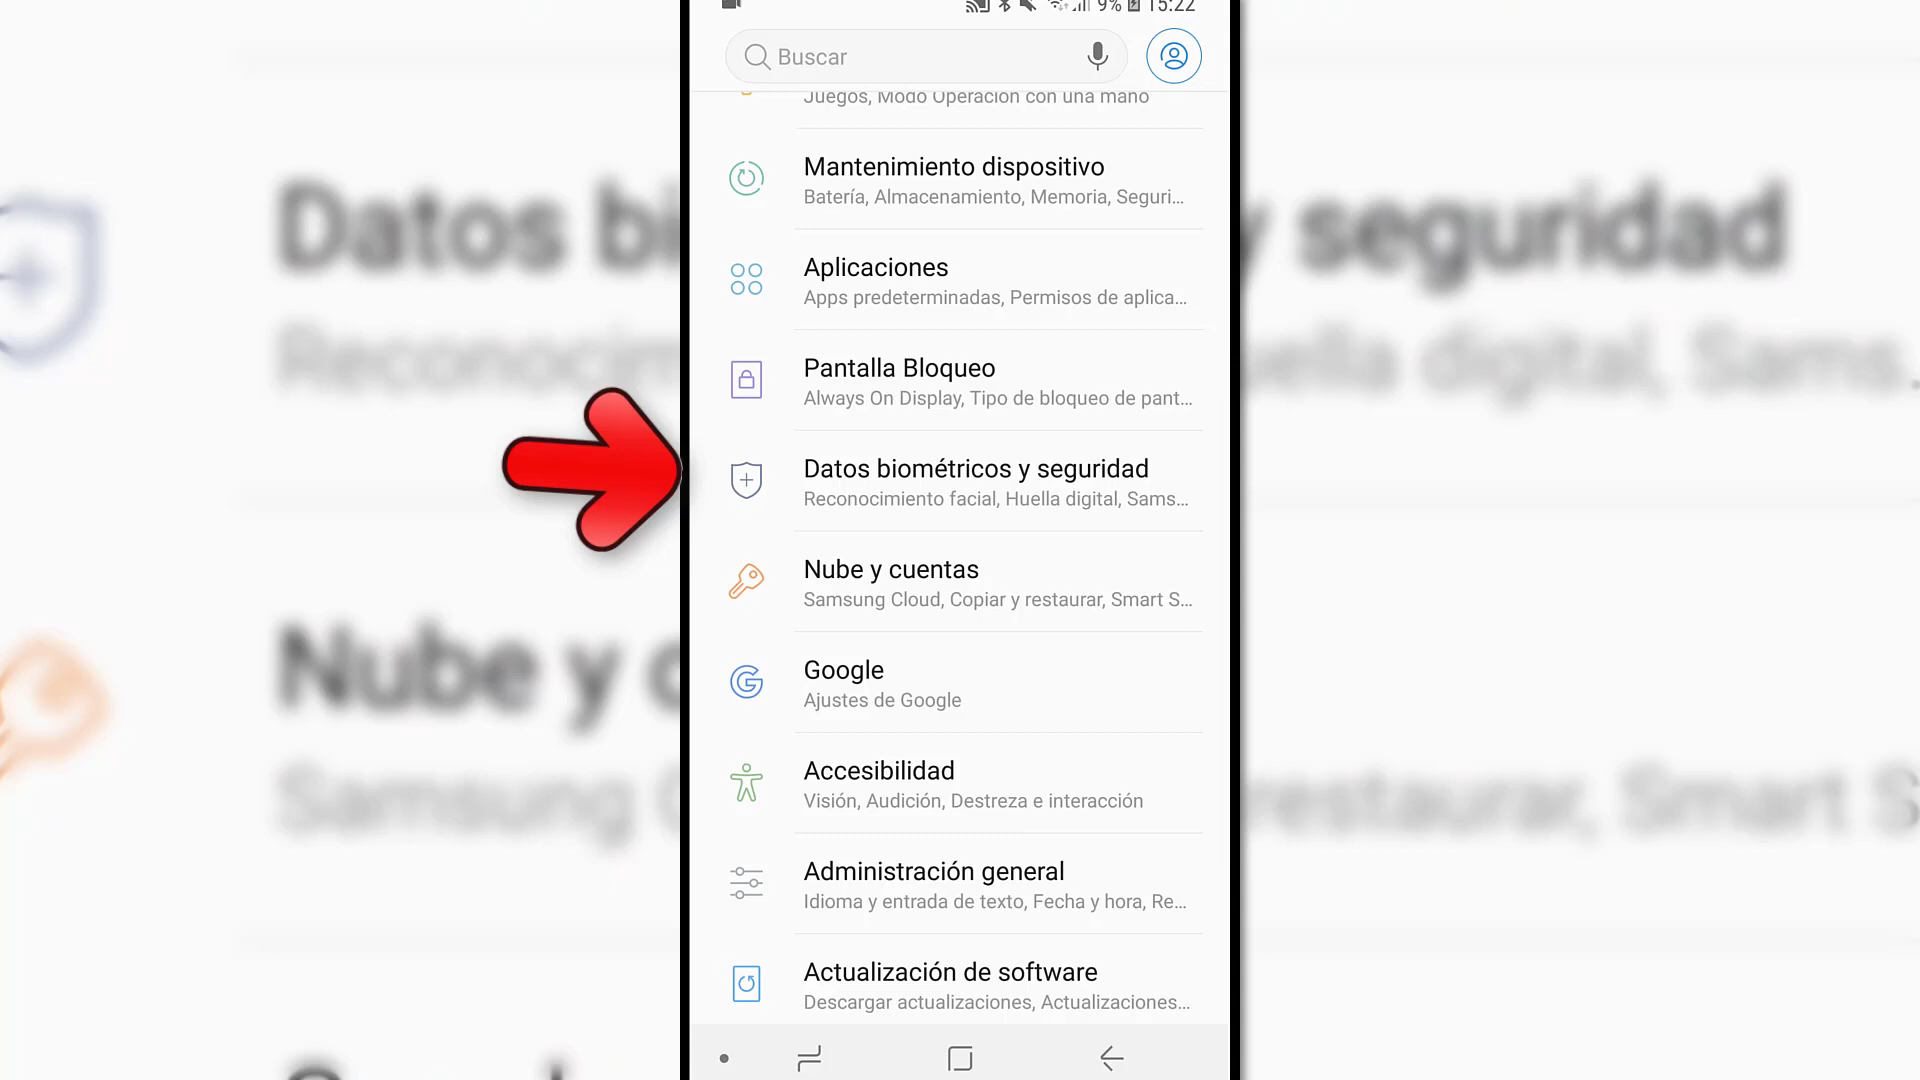 9% 15:22
Buscar
Juegos, Modo Operación con una mano
Mantenimiento dispositivo
Batería, Almacenamiento, Memoria, Seguri...
Aplicaciones
Apps predeterminadas, Permisos de aplica...
Pantalla Bloqueo
Always On Display, Tipo de bloqueo de pant...
Datos biométricos y seguridad
Reconocimiento facial, Huella digital, Sams...
Nube y cuentas
Samsung Cloud, Copiar y restaurar, Smart S...
Google
Ajustes de Google
Accesibilidad
Visión, Audición, Destreza e interacción
Administración general
Idioma y entrada de texto, Fecha y hora, Re...
Actualización de software
Descargar actualizaciones, Actualizaciones...
Datos bi
y seguridad
Reconocim
uella digital, Sams...
Nube y c
Samsung C
restaurar, Smart S